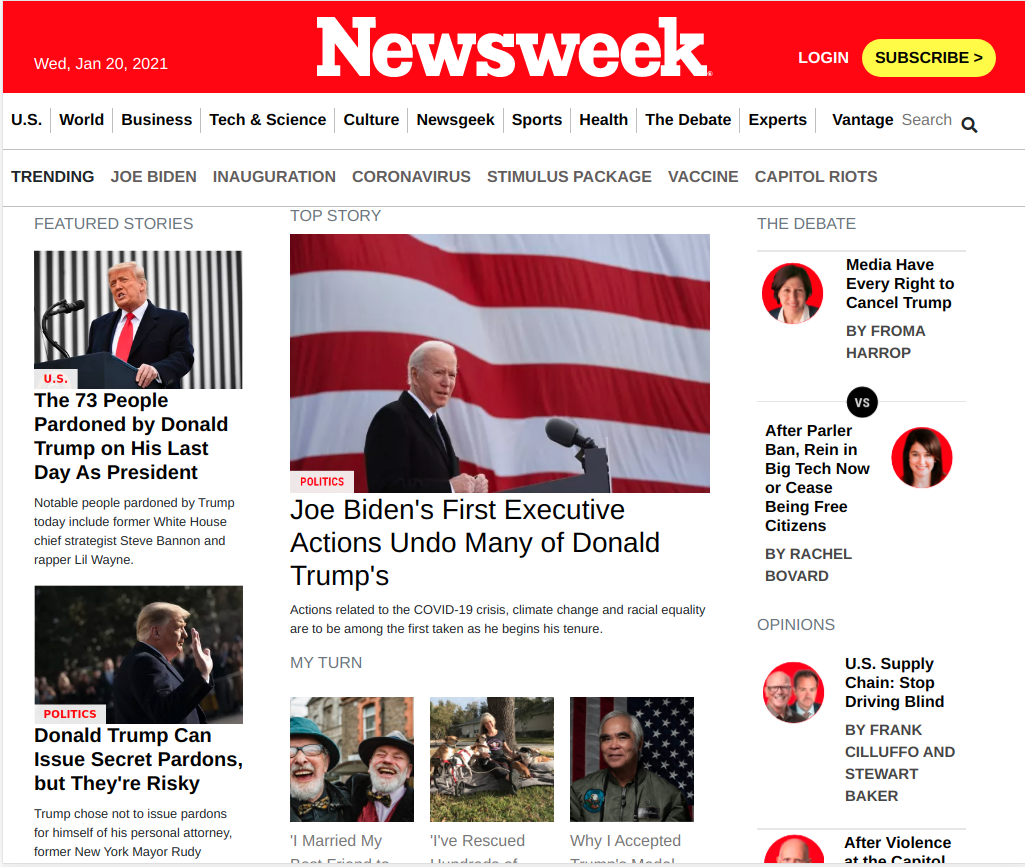 Wed, Jan 20, 2021
Newsweek
LOGIN
SUBSCRIBE >
U.S. World Business Tech & Science Culture Newsgeek Sports Health The Debate Experts Vantage Search
TRENDING JOE BIDEN INAUGURATION CORONAVIRUS STIMULUS PACKAGE VACCINE CAPITOL RIOTS
FEATURED STORIES
U.S.
The 73 People
Pardoned by Donald
Trump on His Last
Day As President
Notable people pardoned by Trump
today include former White House
chief strategist Steve Bannon and
rapper Lil Wayne.
POLITICS
Donald Trump Can
Issue Secret Pardons,
but They're Risky
Trump chose not to issue pardons
for himself of his personal attorney,
former New York Mayor Rudy
TOP STORY
POLITICS
Joe Biden's First Executive
Actions Undo Many of Donald
Trump's
Actions related to the COVID-19 crisis, climate change and racial equality
are to be among the first taken as he begins his tenure.
MY TURN
'I Married My
Best Friend to
'I've Rescued
Hundreds of
Why I Accepted
Trump's Medal
THE DEBATE
Media Have
Every Right to
Cancel Trump
BY FROMA
HARROP
VS
After Parler
Ban, Rein in
Big Tech Now
or Cease
Being Free
Citizens
BY RACHEL
BOVARD
OPINIONS
U.S. Supply
Chain: Stop
Driving Blind
BY FRANK
CILLUFFO AND
STEWART
BAKER
After Violence
at the Capitol